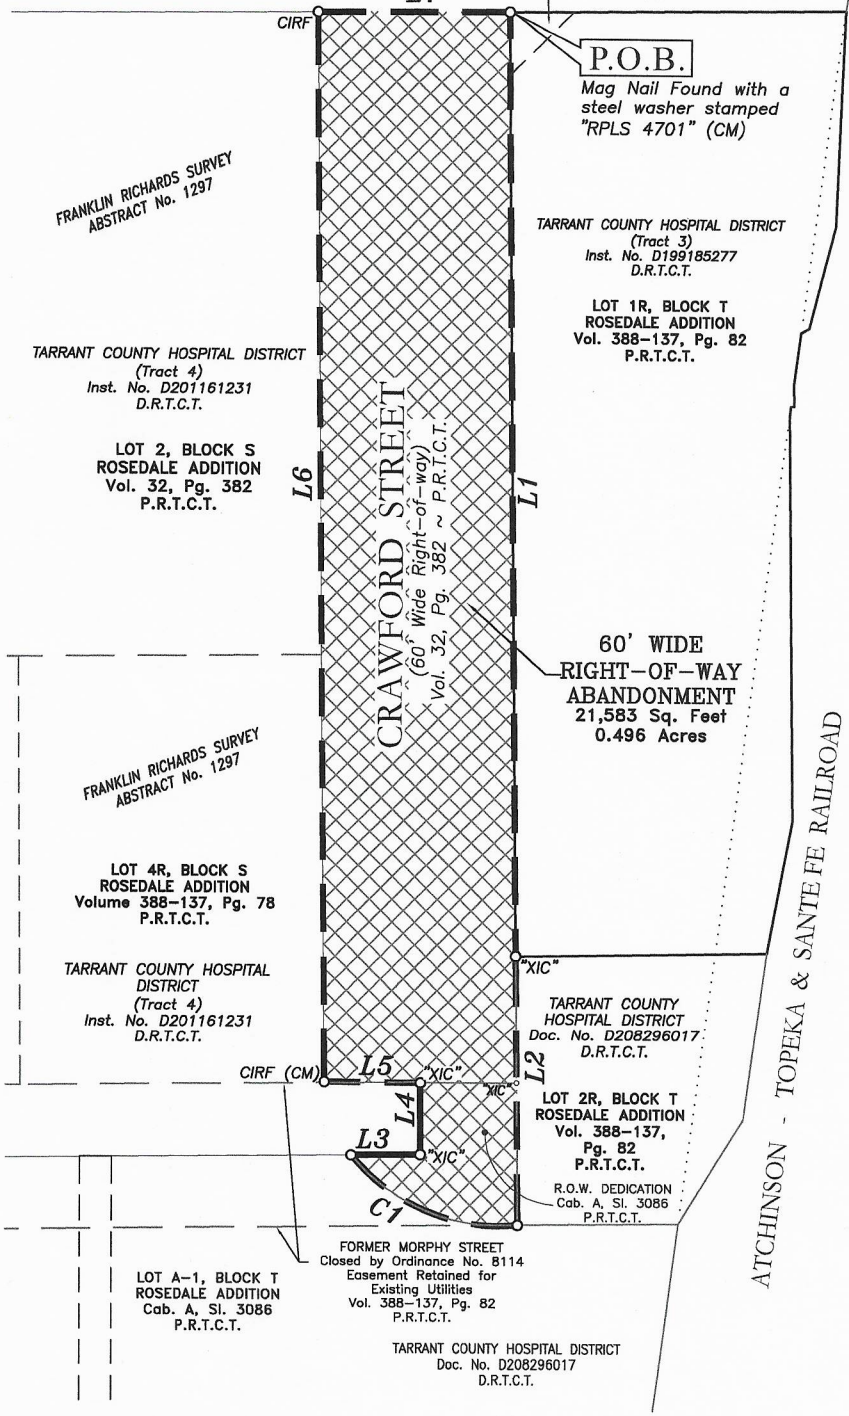 CIRF
P.O.B.
Mag Nail Found with a
steel washer stamped
"RPLS 4701" (CM)
FRANKLIN RICHARDS SURVEY
ABSTRACT No. 1297
TARRANT COUNTY HOSPITAL DISTRICT
(Tract 3)
Inst. No. D199185277
D.R.T.C.T.
LOT 1R, BLOCK T
ROSEDALE ADDITION
Vol. 388-137, Pg. 82
P.R.T.C.T.
TARRANT COUNTY HOSPITAL DISTRICT
(Tract 4)
Inst. No. D201161231
D.R.T.C.T.
LOT 2, BLOCK S
ROSEDALE ADDITION
Vol. 32, Pg. 382
P.R.T.C.T.
L6
CRAWFORD STREET
(60' Wide Right-of-way)
Vol. 32, Pg. 382 ~ P.R.T.C.T.
L1
60' WIDE
RIGHT-OF-WAY
ABANDONMENT
21,583 Sq. Feet
0.496 Acres
FRANKLIN RICHARDS SURVEY
ABSTRACT No. 1297
LOT 4R, BLOCK S
ROSEDALE ADDITION
Volume 388-137, Pg. 78
P.R.T.C.T.
TARRANT COUNTY HOSPITAL
DISTRICT
(Tract 4)
Inst. No. D201161231
D.R.T.C.T.
ATCHINSON - TOPEKA & SANTE FE RAILROAD
"XIC"
TARRANT COUNTY
HOSPITAL DISTRICT
Doc. No. D208296017
D.R.T.C.T.
CIRF (CM)
L5
"XIC"
"XIC"
L2
L4
L3
"XIC"
LOT 2R, BLOCK T
ROSEDALE ADDITION
Vol. 388-137,
Pg. 82
P.R.T.C.T.
R.O.W. DEDICATION
Cab. A, Sl. 3086
P.R.T.C.T.
C1
FORMER MORPHY STREET
Closed by Ordinance No. 8114
Easement Retained for
Existing Utilities
Vol. 388-137, Pg. 82
P.R.T.C.T.
LOT A-1, BLOCK T
ROSEDALE ADDITION
Cab. A, Sl. 3086
P.R.T.C.T.
TARRANT COUNTY HOSPITAL DISTRICT
Doc. No. D208296017
D.R.T.C.T.